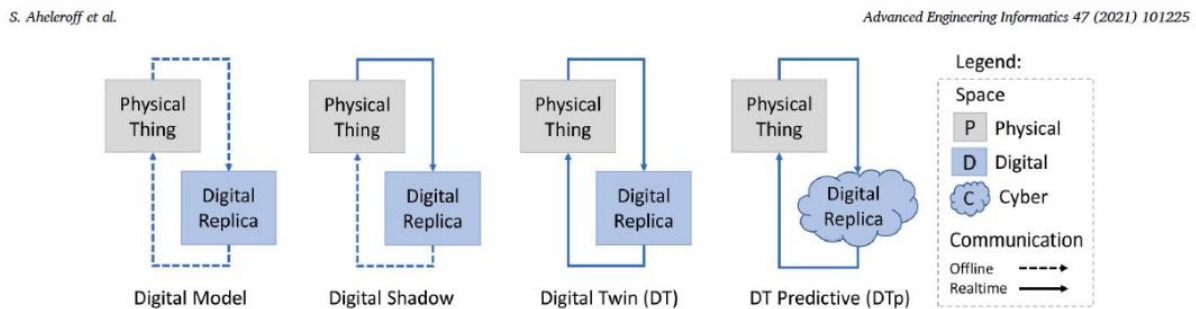 S. Aheleroff et al.
Advanced Engineering Informatics 47 (2021) 101225
Physical
Thing
Digital
Replica
Digital Model
Physical
Thing
Digital
Replica
Digital Shadow
Physical
Thing
Digital
Replica
Digital Twin (DT)
Physical
Thing
Digital
Replica
DT Predictive (DTp)
Legend:
Space
P Physical
D Digital
C Cyber
Communication
Offline
Realtime